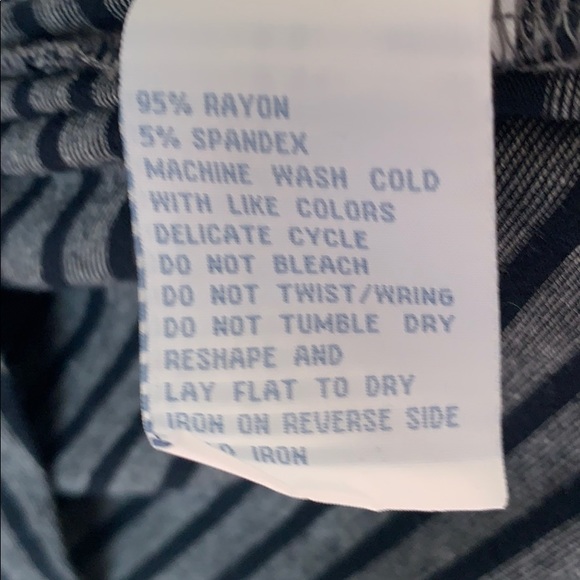 95% RAYON
5% SPANDEX
MACHINE WASH COLD
WITH LIKE COLORS
DELICATE CYCLE
DO NOT BLEACH
DO NOT TWIST/WRING
DO NOT TUMBLE DRY
RESHAPE AND
LAY FLAT TO DRY
IRON ON REVERSE SIDE
IRON